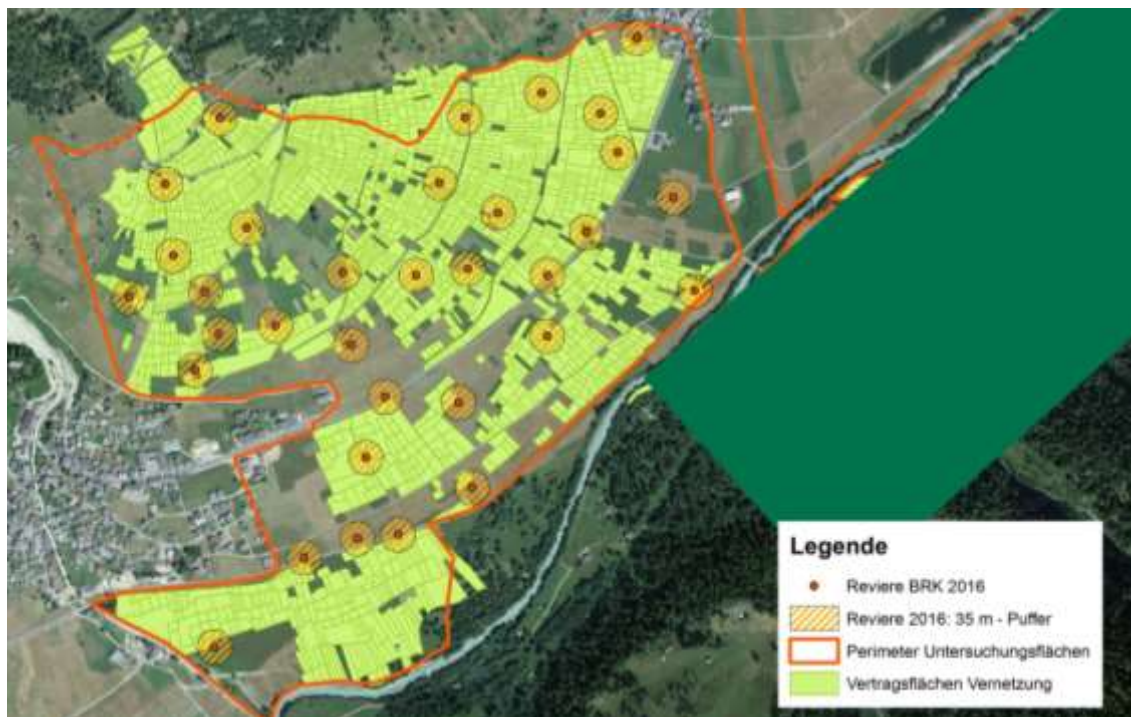 Legende
Reviere BRK 2016
Reviere 2016: 35 m - Puffer
Perimeter Untersuchungsflächen
Vertragsflächen Vernetzung